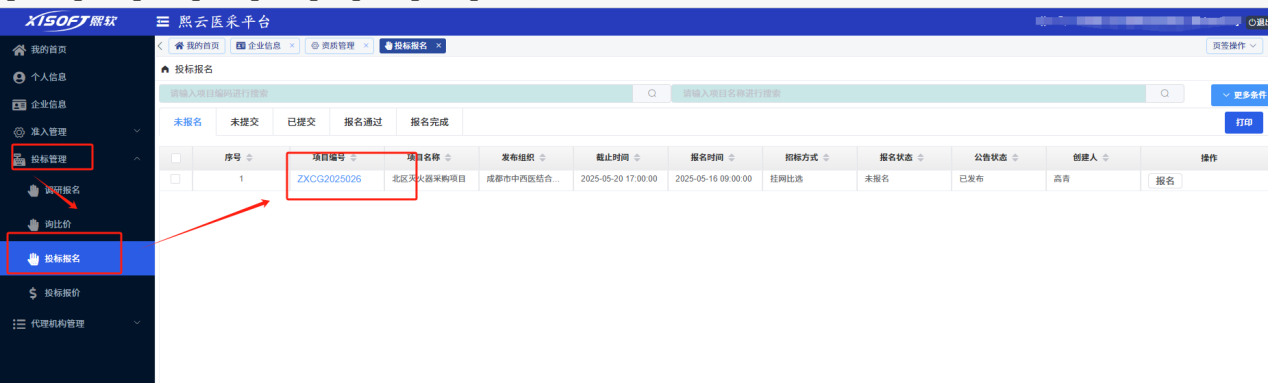 XISOFT熙软 熙云医采平台
我的首页 企业信息 × 资质管理 × 投标报名 × 页签操作
我的首页
个人信息
企业信息
准入管理
投标管理
调研报名
询比价
投标报名
投标报价
代理机构管理
投标报名
请输入项目编码进行搜索 请输入项目名称进行搜索 更多条件
未报名 未提交 已提交 报名通过 报名完成 打印
序号 项目编号 项目名称 发布组织 截止时间 报名时间 招标方式 报名状态 公告状态 创建人 操作
1 ZXCG2025026 北区灭火器采购项目 成都市中西医结合... 2025-05-20 17:00:00 2025-05-16 09:00:00 挂网比选 未报名 已发布 高青 报名